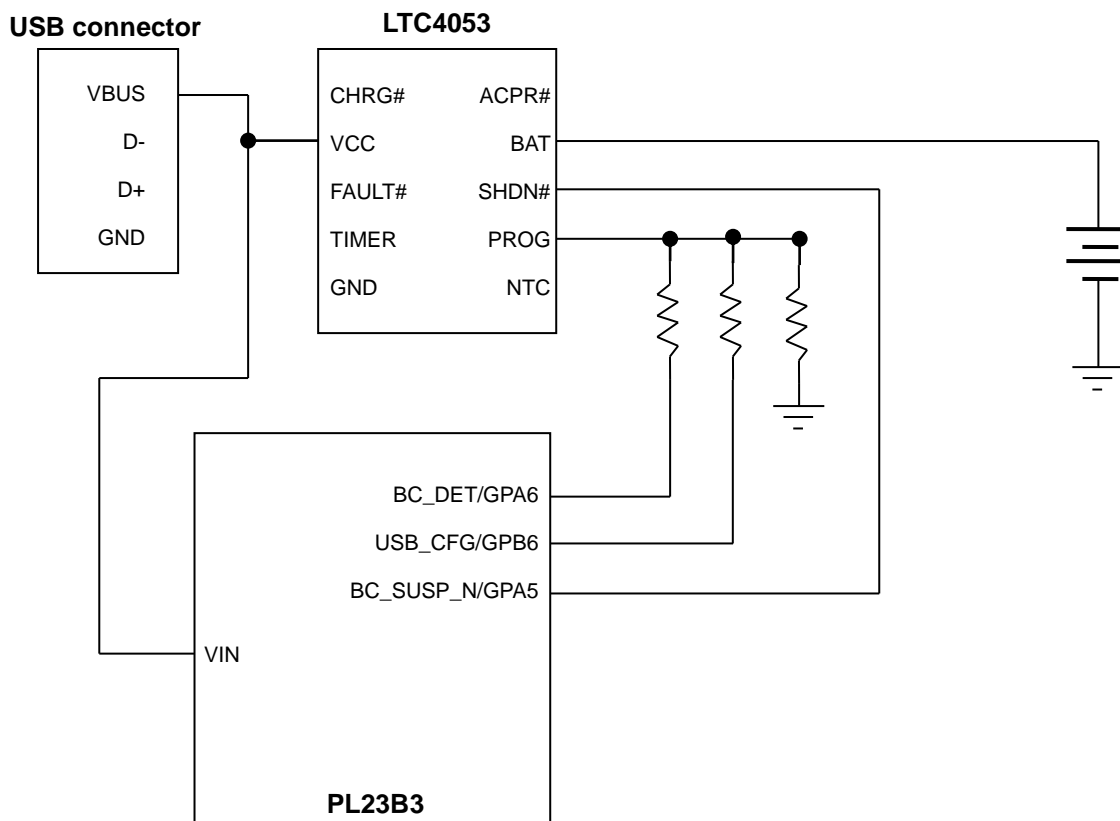 USB connector
LTC4053
VBUS
D-
D+
GND
CHRG#
VCC
FAULT#
TIMER
GND
ACPR#
BAT
SHDN#
PROG
NTC
BC_DET/GPA6
USB_CFG/GPB6
BC_SUSP_N/GPA5
VIN
PL23B3